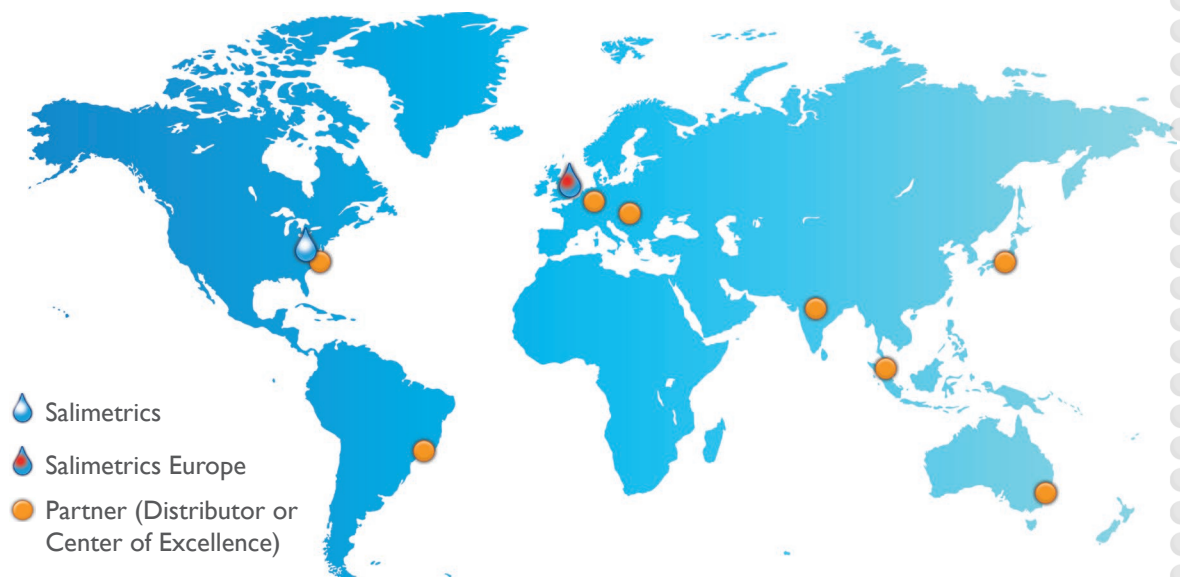 Salimetrics
Salimetrics Europe
Partner (Distributor or
Center of Excellence)